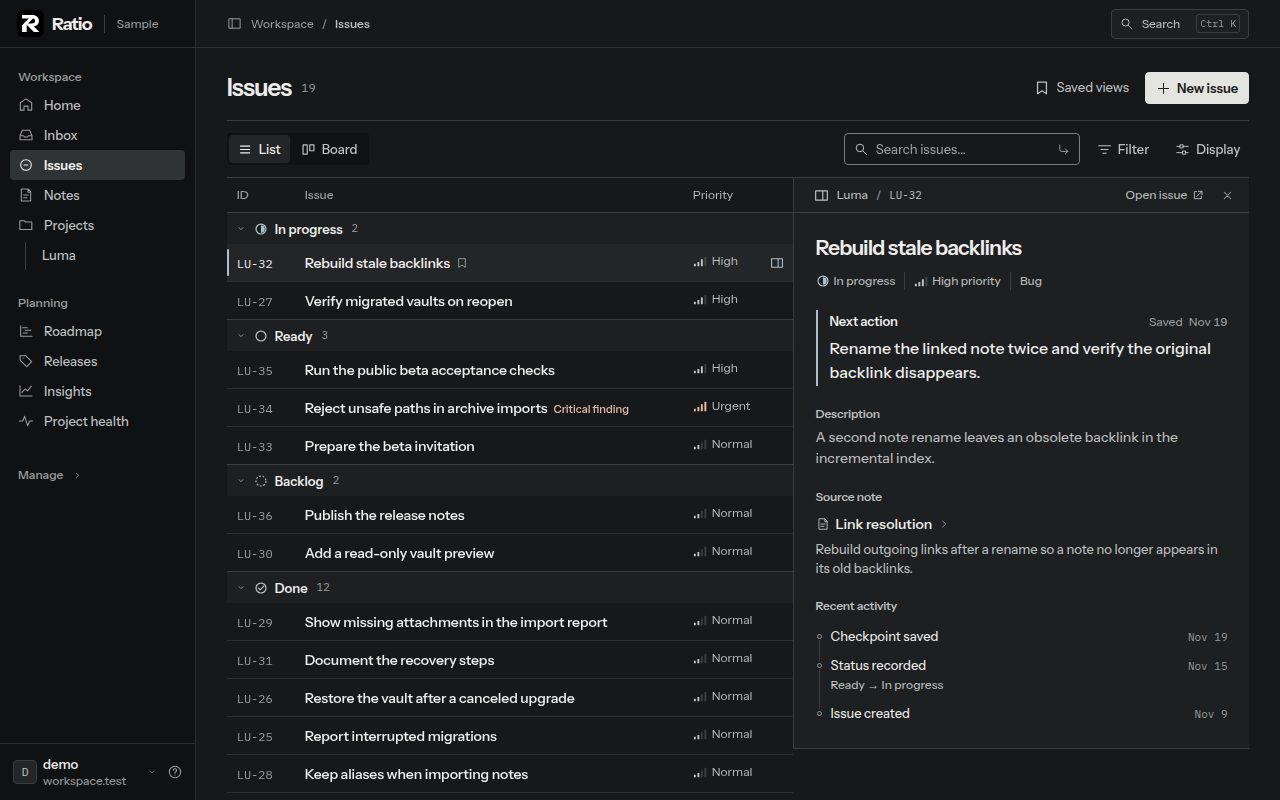 Ratio Sample
Workspace
Home
Inbox
Issues
Notes
Projects
Luma
Planning
Roadmap
Releases
Insights
Project health
Manage
D
demo
workspace.test
Workspace / Issues
Search Ctrl K
Issues 19
Saved views
New issue
List Board
Search issues...
Filter
Display
ID Issue Priority
In progress 2
LU-32 Rebuild stale backlinks High
LU-27 Verify migrated vaults on reopen High
Ready 3
LU-35 Run the public beta acceptance checks High
LU-34 Reject unsafe paths in archive imports Critical finding Urgent
LU-33 Prepare the beta invitation Normal
Backlog 2
LU-36 Publish the release notes Normal
LU-30 Add a read-only vault preview Normal
Done 12
LU-29 Show missing attachments in the import report Normal
LU-31 Document the recovery steps Normal
LU-26 Restore the vault after a canceled upgrade Normal
LU-25 Report interrupted migrations Normal
LU-28 Keep aliases when importing notes Normal
Luma / LU-32
Open issue
Rebuild stale backlinks
In progress High priority Bug
Next action Saved Nov 19
Rename the linked note twice and verify the original
backlink disappears.
Description
A second note rename leaves an obsolete backlink in the
incremental index.
Source note
Link resolution
Rebuild outgoing links after a rename so a note no longer appears in
its old backlinks.
Recent activity
Checkpoint saved Nov 19
Status recorded Nov 15
Ready → In progress
Issue created Nov 9